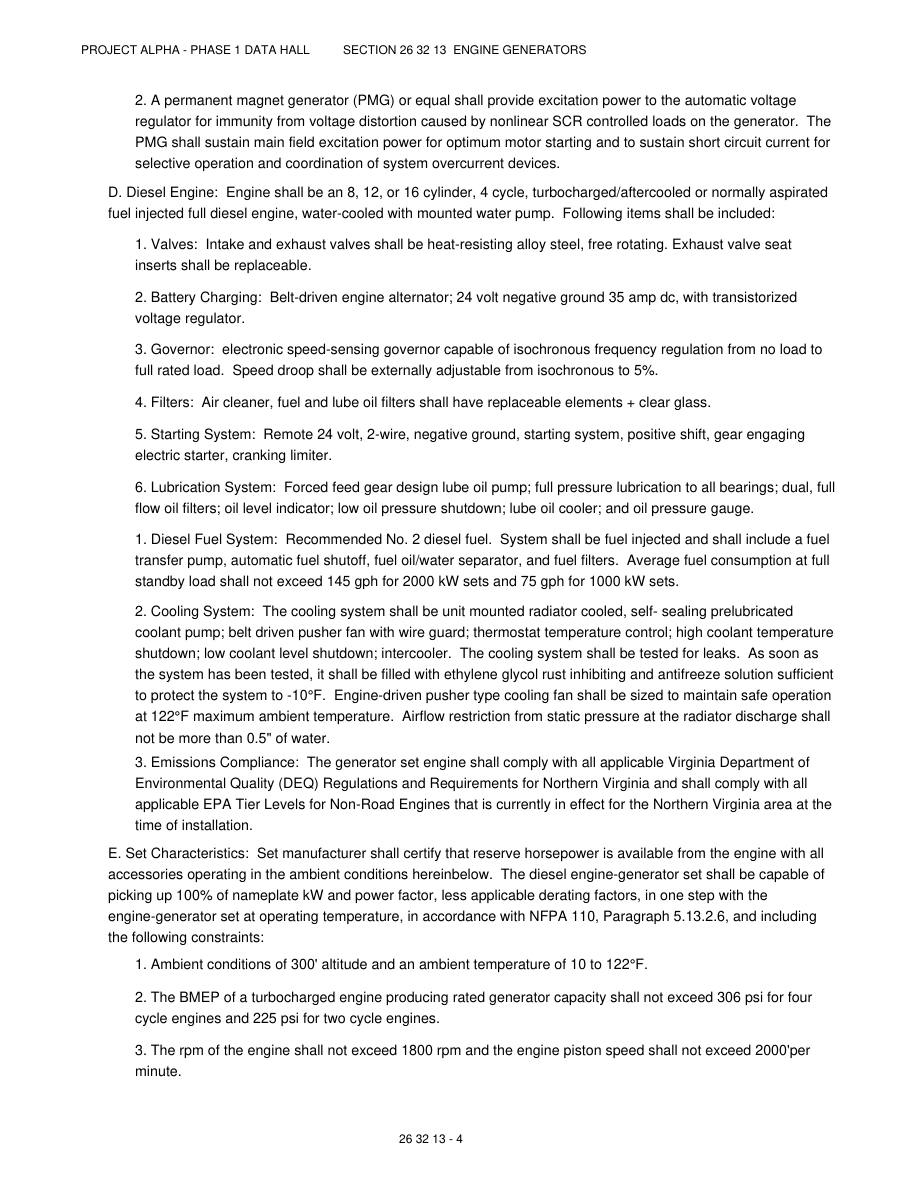 PROJECT ALPHA - PHASE 1 DATA HALL SECTION 26 32 13 ENGINE GENERATORS
2. A permanent magnet generator (PMG) or equal shall provide excitation power to the automatic voltage
regulator for immunity from voltage distortion caused by nonlinear SCR controlled loads on the generator. The
PMG shall sustain main field excitation power for optimum motor starting and to sustain short circuit current for
selective operation and coordination of system overcurrent devices.
D. Diesel Engine: Engine shall be an 8, 12, or 16 cylinder, 4 cycle, turbocharged/aftercooled or normally aspirated
fuel injected full diesel engine, water-cooled with mounted water pump. Following items shall be included:
1. Valves: Intake and exhaust valves shall be heat-resisting alloy steel, free rotating. Exhaust valve seat
inserts shall be replaceable.
2. Battery Charging: Belt-driven engine alternator; 24 volt negative ground 35 amp dc, with transistorized
voltage regulator.
3. Governor: electronic speed-sensing governor capable of isochronous frequency regulation from no load to
full rated load. Speed droop shall be externally adjustable from isochronous to 5%.
4. Filters: Air cleaner, fuel and lube oil filters shall have replaceable elements + clear glass.
5. Starting System: Remote 24 volt, 2-wire, negative ground, starting system, positive shift, gear engaging
electric starter, cranking limiter.
6. Lubrication System: Forced feed gear design lube oil pump; full pressure lubrication to all bearings; dual, full
flow oil filters; oil level indicator; low oil pressure shutdown; lube oil cooler; and oil pressure gauge.
1. Diesel Fuel System: Recommended No. 2 diesel fuel. System shall be fuel injected and shall include a fuel
transfer pump, automatic fuel shutoff, fuel oil/water separator, and fuel filters. Average fuel consumption at full
standby load shall not exceed 145 gph for 2000 kW sets and 75 gph for 1000 kW sets.
2. Cooling System: The cooling system shall be unit mounted radiator cooled, self- sealing prelubricated
coolant pump; belt driven pusher fan with wire guard; thermostat temperature control; high coolant temperature
shutdown; low coolant level shutdown; intercooler. The cooling system shall be tested for leaks. As soon as
the system has been tested, it shall be filled with ethylene glycol rust inhibiting and antifreeze solution sufficient
to protect the system to -10°F. Engine-driven pusher type cooling fan shall be sized to maintain safe operation
at 122°F maximum ambient temperature. Airflow restriction from static pressure at the radiator discharge shall
not be more than 0.5" of water.
3. Emissions Compliance: The generator set engine shall comply with all applicable Virginia Department of
Environmental Quality (DEQ) Regulations and Requirements for Northern Virginia and shall comply with all
applicable EPA Tier Levels for Non-Road Engines that is currently in effect for the Northern Virginia area at the
time of installation.
E. Set Characteristics: Set manufacturer shall certify that reserve horsepower is available from the engine with all
accessories operating in the ambient conditions hereinbelow. The diesel engine-generator set shall be capable of
picking up 100% of nameplate kW and power factor, less applicable derating factors, in one step with the
engine-generator set at operating temperature, in accordance with NFPA 110, Paragraph 5.13.2.6, and including
the following constraints:
1. Ambient conditions of 300' altitude and an ambient temperature of 10 to 122°F.
2. The BMEP of a turbocharged engine producing rated generator capacity shall not exceed 306 psi for four
cycle engines and 225 psi for two cycle engines.
3. The rpm of the engine shall not exceed 1800 rpm and the engine piston speed shall not exceed 2000'per
minute.
26 32 13 - 4